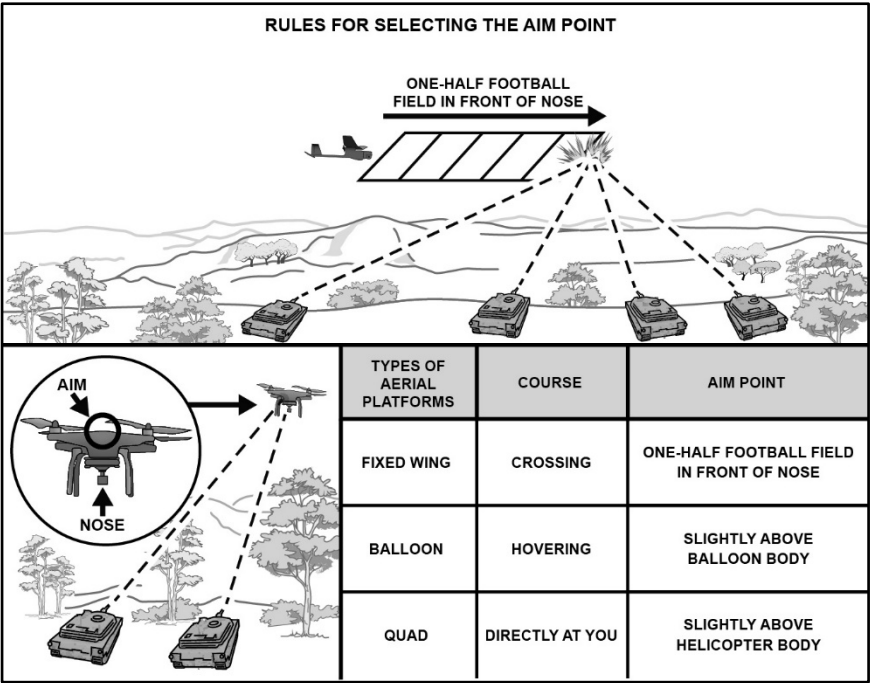 RULES FOR SELECTING THE AIM POINT
ONE-HALF FOOTBALL
FIELD IN FRONT OF NOSE
AIM
NOSE
TYPES OF
AERIAL
PLATFORMS
COURSE
AIM POINT
FIXED WING
CROSSING
ONE-HALF FOOTBALL FIELD
IN FRONT OF NOSE
BALLOON
HOVERING
SLIGHTLY ABOVE
BALLOON BODY
QUAD
DIRECTLY AT YOU
SLIGHTLY ABOVE
HELICOPTER BODY